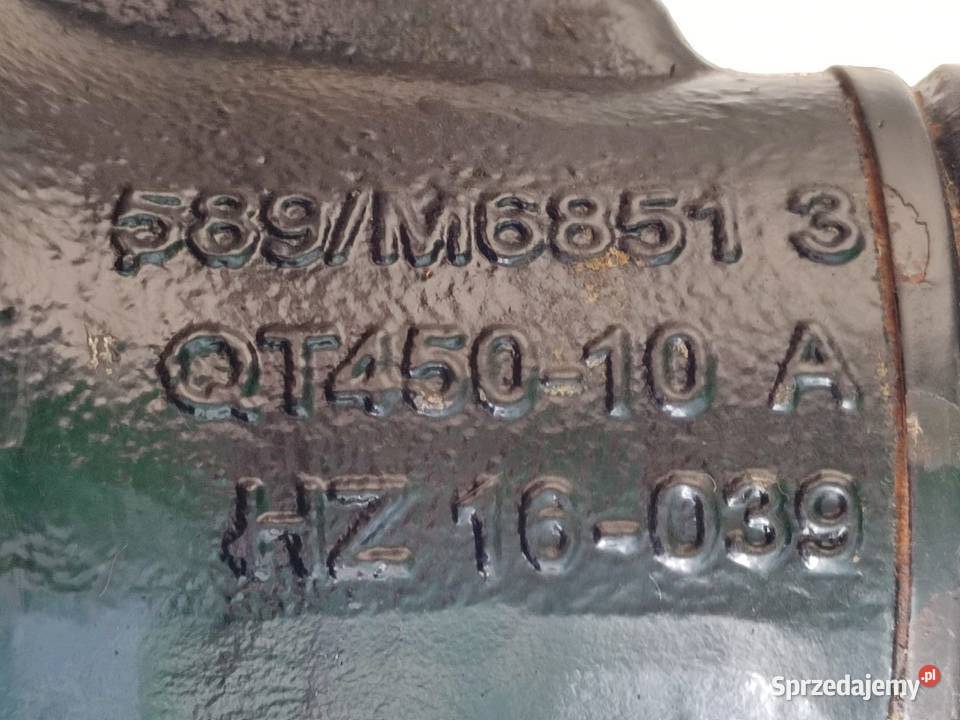 589/M6851 3
QT450-10 A
HZ 16-039
Sprzedajemy.pl